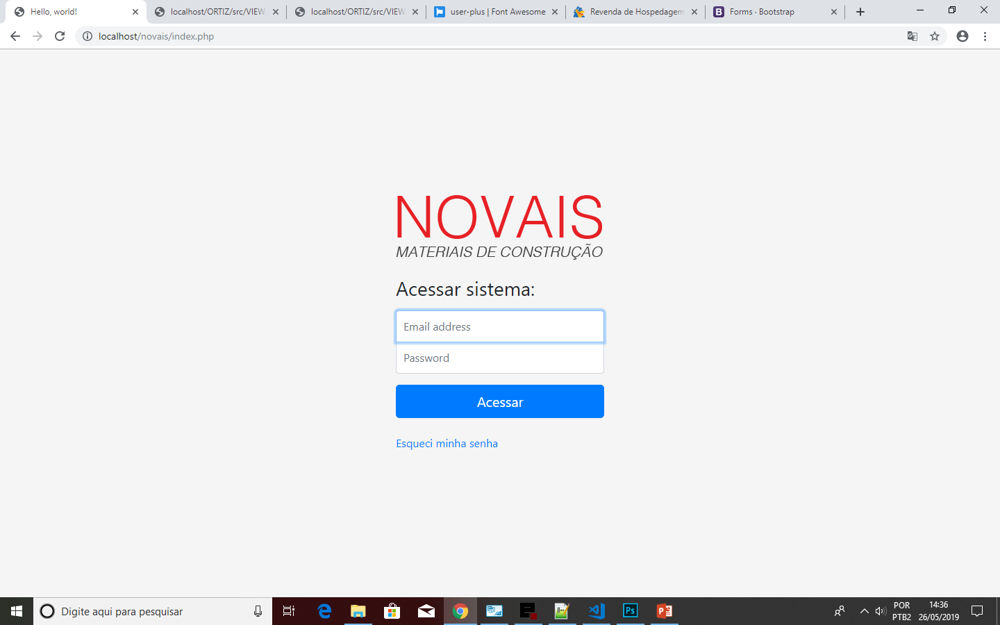 Hello, world!
localhost/ORTIZ/src/VIEW
localhost/ORTIZ/src/VIEW
user-plus | Font Awesome
Revenda de Hospedagem
Forms · Bootstrap
localhost/novais/index.php
NOVAIS
MATERIAIS DE CONSTRUÇÃO
Acessar sistema:
Email address
Password
Acessar
Esqueci minha senha
Digite aqui para pesquisar
POR
PTB2
14:36
26/05/2019